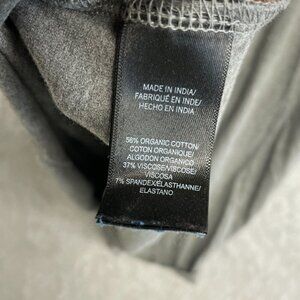 MADE IN INDIA/
FABRIQUÉ EN INDE/
HECHO EN INDIA
56% ORGANIC COTTON/
COTON ORGANIQUE/
ALGODON ORGANICO
37% VISCOSE/VISCOSE/
VISCOSA
7% SPANDEX/ELASTHANNE/
ELASTANO